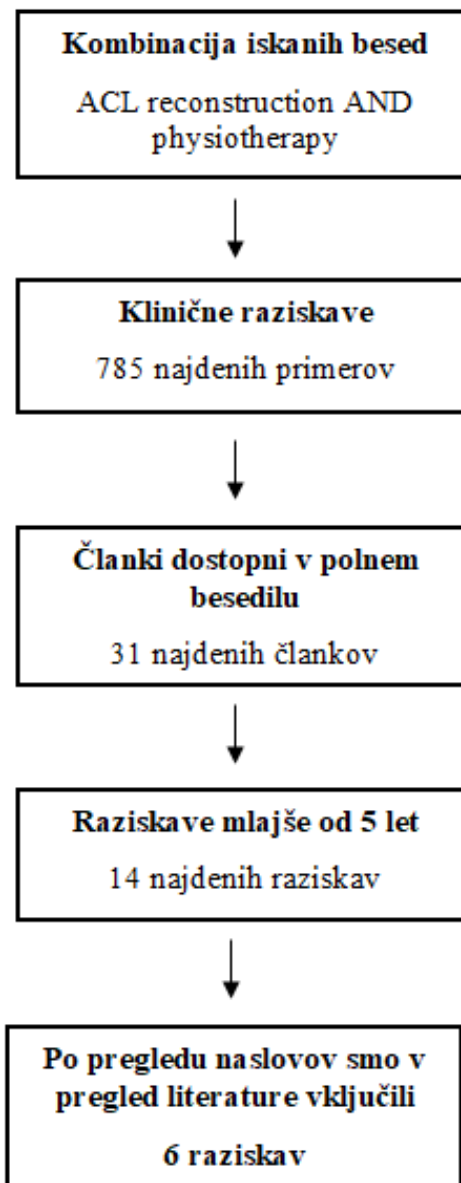 Kombinacija iskanih besed
ACL reconstruction AND
physiotherapy
Klinične raziskave
785 najdenih primerov
Članki dostopni v polnem
besedilu
31 najdenih člankov
Raziskave mlajše od 5 let
14 najdenih raziskav
Po pregledu naslovov smo v
pregled literature vključili
6 raziskav